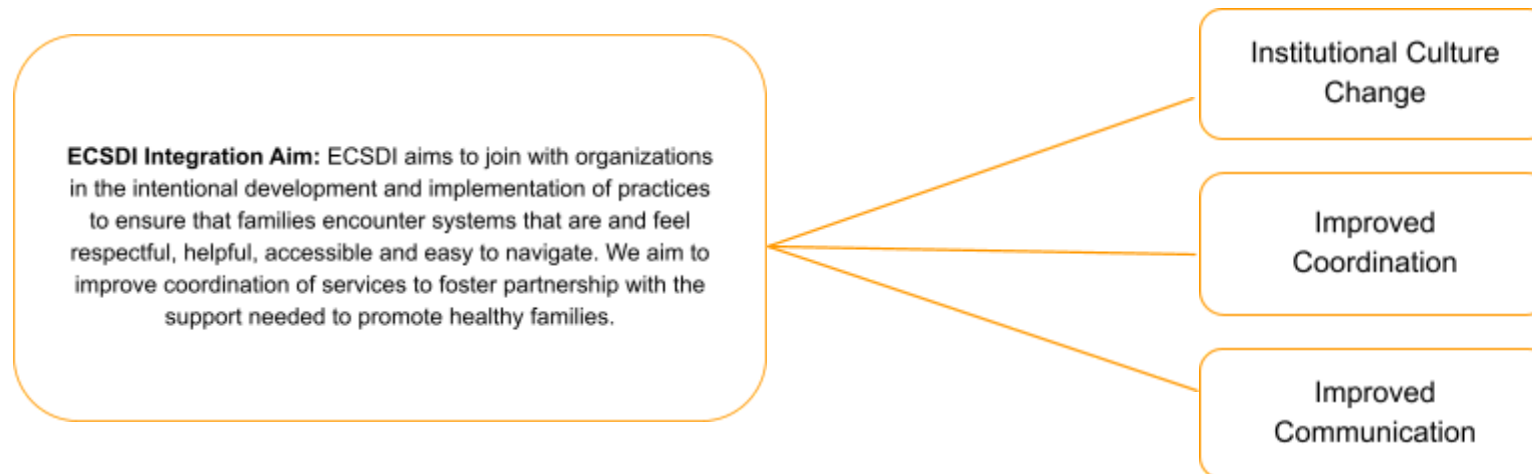 ECSDI Integration Aim: ECSDI aims to join with organizations
in the intentional development and implementation of practices
to ensure that families encounter systems that are and feel
respectful, helpful, accessible and easy to navigate. We aim to
improve coordination of services to foster partnership with the
support needed to promote healthy families.
Institutional Culture
Change
Improved
Coordination
Improved
Communication